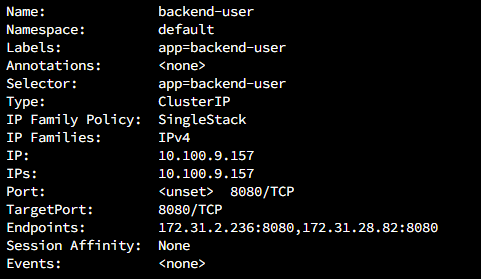 Name: backend-user
Namespace: default
Labels: app=backend-user
Annotations: <none>
Selector: app=backend-user
Type: ClusterIP
IP Family Policy: SingleStack
IP Families: IPv4
IP: 10.100.9.157
IPs: 10.100.9.157
Port: <unset> 8080/TCP
TargetPort: 8080/TCP
Endpoints: 172.31.2.236:8080,172.31.28.82:8080
Session Affinity: None
Events: <none>